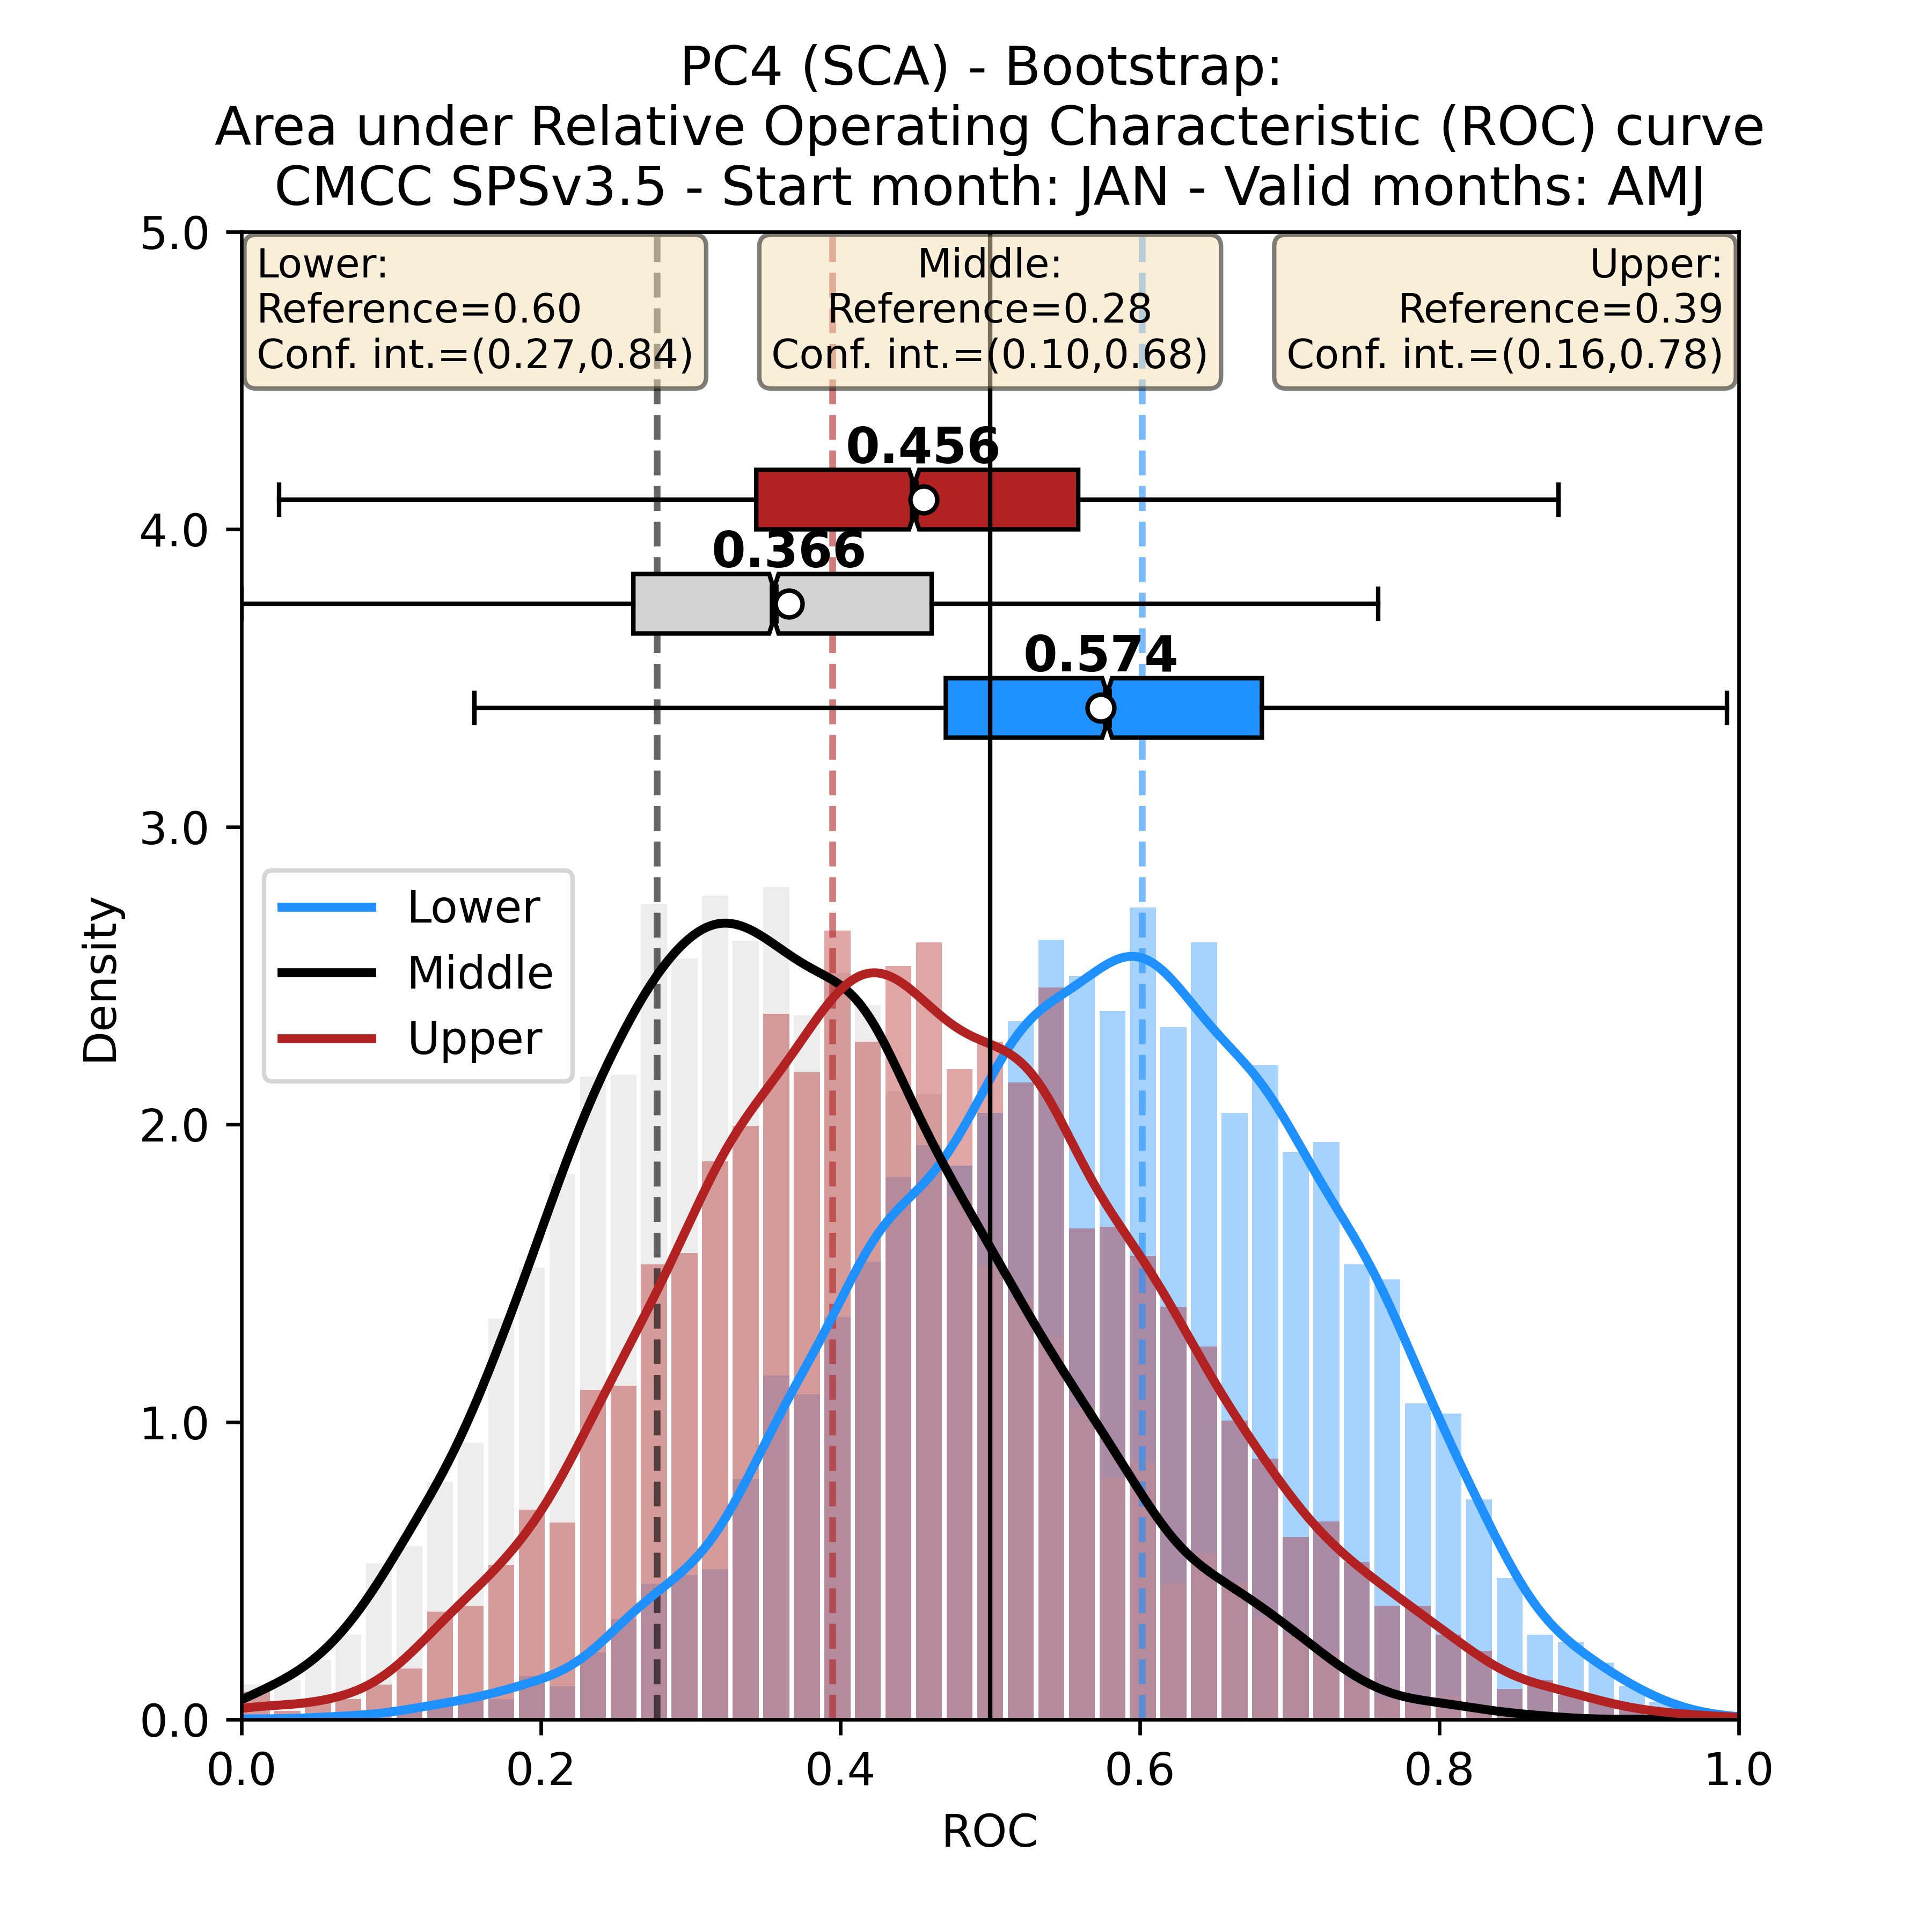 PC4 (SCA) - Bootstrap:
Area under Relative Operating Characteristic (ROC) curve
CMCC SPSv3.5 - Start month: JAN - Valid months: AMJ
Lower:
Reference=0.60
Conf. int.=(0.27,0.84)
Middle:
Reference=0.28
Conf. int.=(0.10,0.68)
Upper:
Reference=0.39
Conf. int.=(0.16,0.78)
0.456
0.366
0.574
Lower
Middle
Upper
Density
5.0
4.0
3.0
2.0
1.0
0.0
0.0 0.2 0.4 0.6 0.8 1.0
ROC